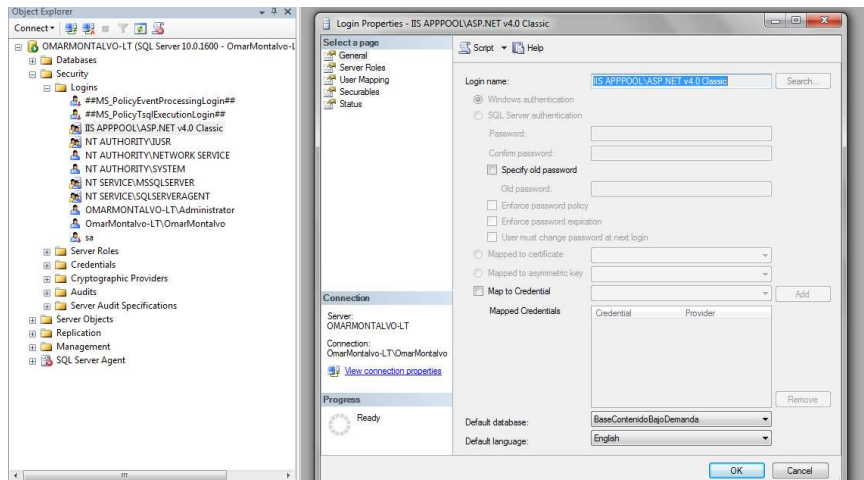 Object Explorer
Connect
OMARMONTALVO-LT (SQL Server 10.0.1600 - OmarMontalvo-L
Databases
Security
Logins
##MS_PolicyEventProcessingLogin##
##MS_PolicyTsqlExecutionLogin##
IIS APPPOOL\ASP.NET v4.0 Classic
NT AUTHORITY\IUSR
NT AUTHORITY\NETWORK SERVICE
NT AUTHORITY\SYSTEM
NT SERVICE\MSSQLSERVER
NT SERVICE\SQLSERVERAGENT
OMARMONTALVO-LT\Administrator
OmarMontalvo-LT\OmarMontalvo
sa
Server Roles
Credentials
Cryptographic Providers
Audits
Server Audit Specifications
Server Objects
Replication
Management
SQL Server Agent
Login Properties - IIS APPPOOL\ASP.NET v4.0 Classic
Select a page
General
Server Roles
User Mapping
Securables
Status
Connection
Server:
OMARMONTALVO-LT
Connection:
OmarMontalvo-LT\OmarMontalvo
View connection properties
Progress
Ready
Script Help
Login name: IIS APPPOOL\ASP.NET v4.0 Classic Search...
Windows authentication
SQL Server authentication
Password:
Confirm password:
Specify old password
Old password:
Enforce password policy
Enforce password expiration
User must change password at next login
Mapped to certificate
Mapped to asymmetric key
Map to Credential Add
Mapped Credentials Credential Provider
Remove
Default database: BaseContenidoBajoDemanda
Default language: English
OK Cancel